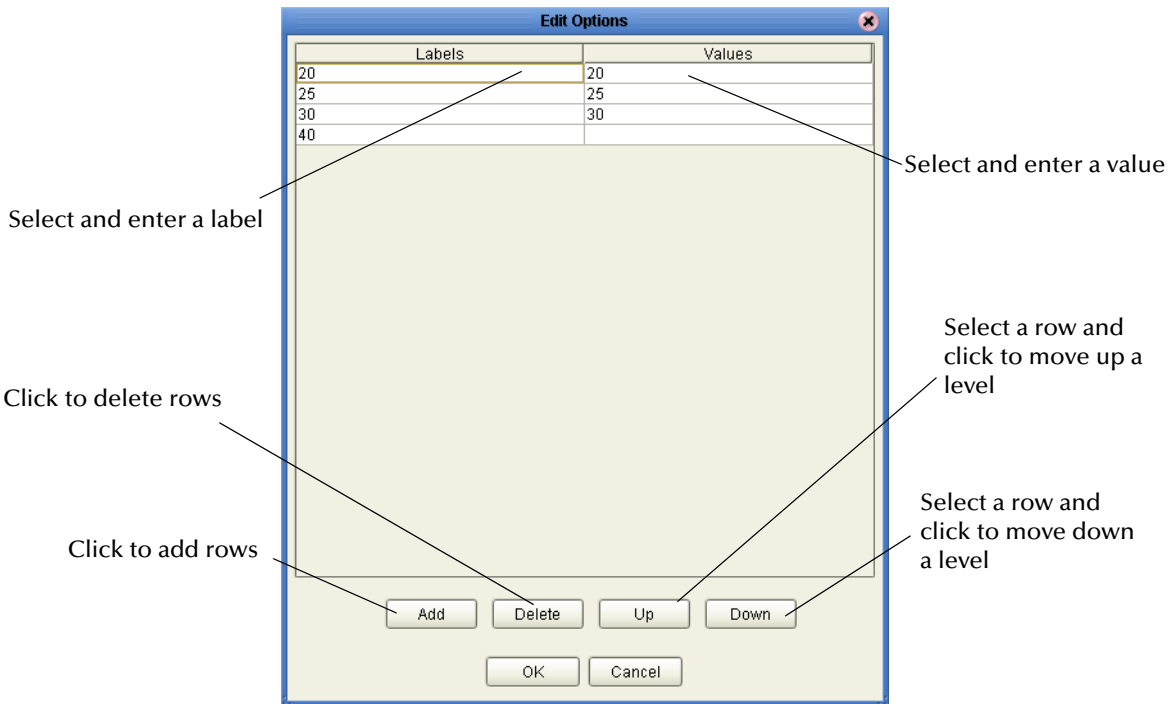 Edit Options
Labels Values
20 20
25 25
30 30
40
Select and enter a value
Select and enter a label
Select a row and
click to move up a
level
Click to delete rows
Select a row and
click to move down
a level
Click to add rows
Add Delete Up Down
OK Cancel